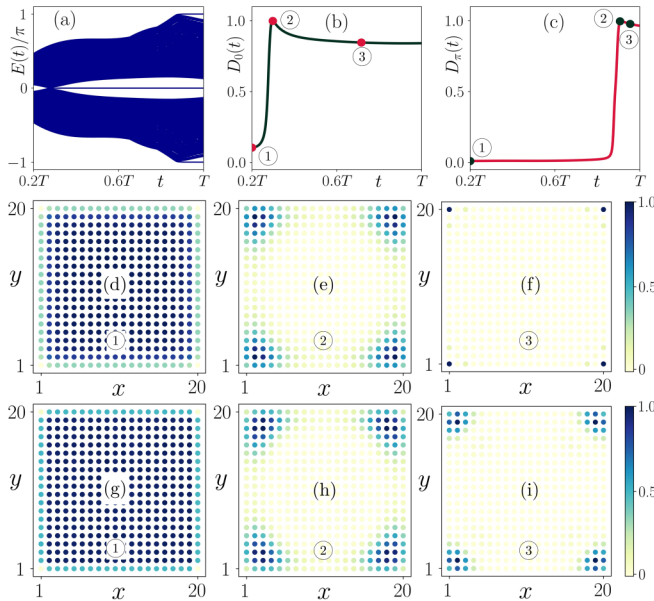 (a) (b) (c)
E(t)/π 1 0 −1 0.2T 0.6T t T
D₀(t) 1.0 0.5 0.0 0.2T 0.6T t T ① ② ③
Dπ(t) 1.0 0.5 0.0 0.2T 0.6T t T ① ② ③
y 20 1 (d) ① 1 x 20
y 20 1 (e) ② 1 x 20
y 20 1 (f) ③ 1 x 20
1.0 0.5 0
y 20 1 (g) ① 1 x 20
y 20 1 (h) ② 1 x 20
y 20 1 (i) ③ 1 x 20
1.0 0.5 0